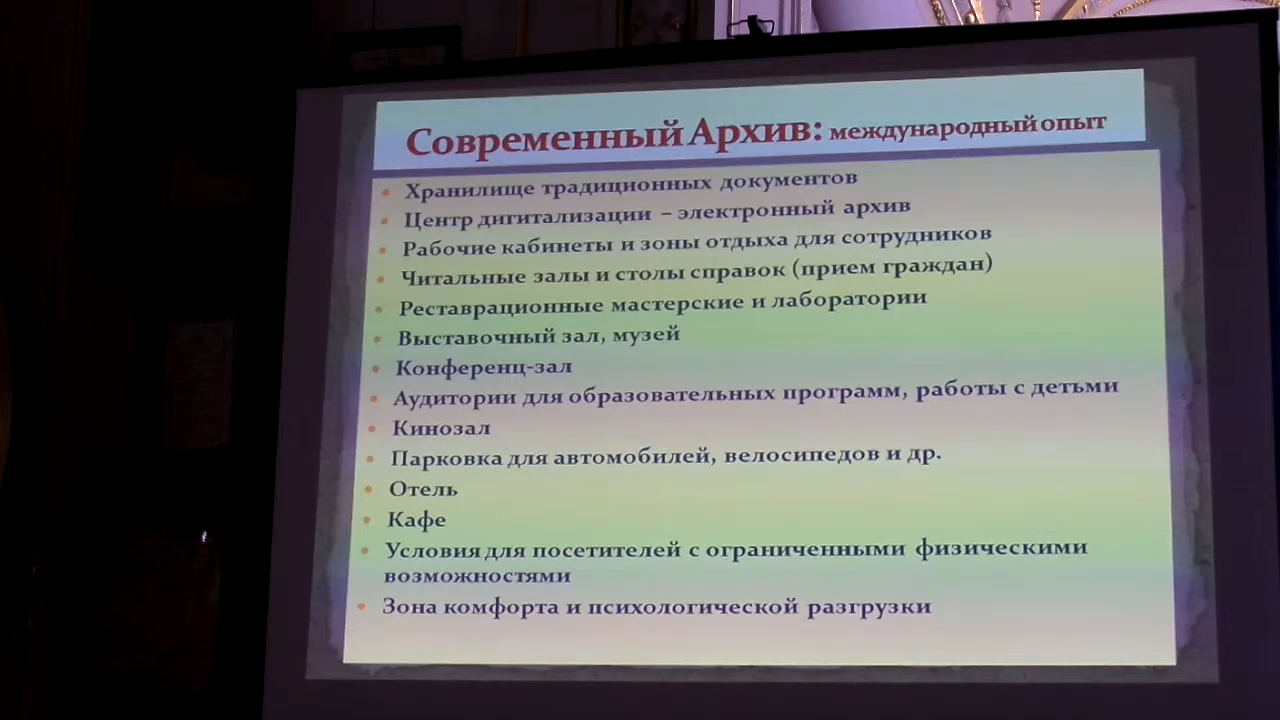 Современный Архив: международный опыт
• Хранилище традиционных документов
• Центр дигитализации – электронный архив
• Рабочие кабинеты и зоны отдыха для сотрудников
• Читальные залы и столы справок (прием граждан)
• Реставрационные мастерские и лаборатории
• Выставочный зал, музей
• Конференц-зал
• Аудитории для образовательных программ, работы с детьми
• Кинозал
• Парковка для автомобилей, велосипедов и др.
• Отель
• Кафе
• Условия для посетителей с ограниченными физическими
возможностями
• Зона комфорта и психологической разгрузки